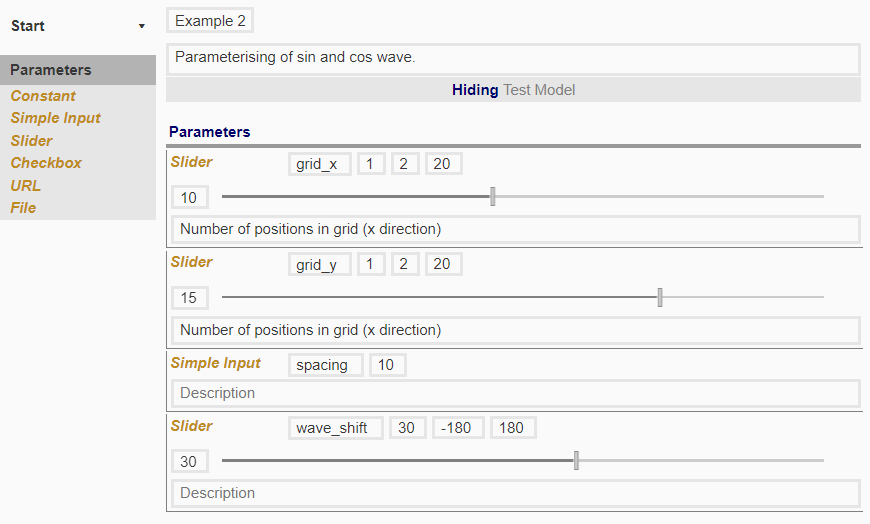 Start
Parameters
Constant
Simple Input
Slider
Checkbox
URL
File
Example 2
Parameterising of sin and cos wave.
Hiding Test Model
Parameters
Slider grid_x 1 2 20
10
Number of positions in grid (x direction)
Slider grid_y 1 2 20
15
Number of positions in grid (x direction)
Simple Input spacing 10
Description
Slider wave_shift 30 -180 180
30
Description